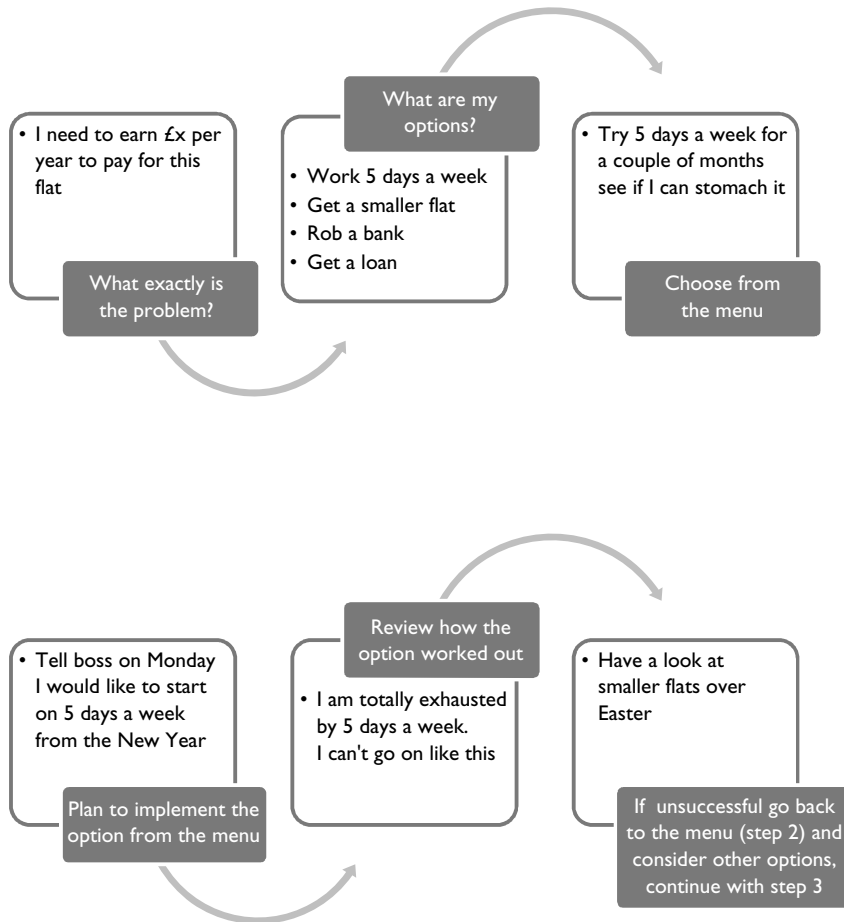 • I need to earn £x per
year to pay for this
flat
What exactly is
the problem?
What are my
options?
• Work 5 days a week
• Get a smaller flat
• Rob a bank
• Get a loan
• Try 5 days a week for
a couple of months
see if I can stomach it
Choose from
the menu
• Tell boss on Monday
I would like to start
on 5 days a week
from the New Year
Plan to implement the
option from the menu
Review how the
option worked out
• I am totally exhausted
by 5 days a week.
I can't go on like this
• Have a look at
smaller flats over
Easter
If unsuccessful go back
to the menu (step 2) and
consider other options,
continue with step 3